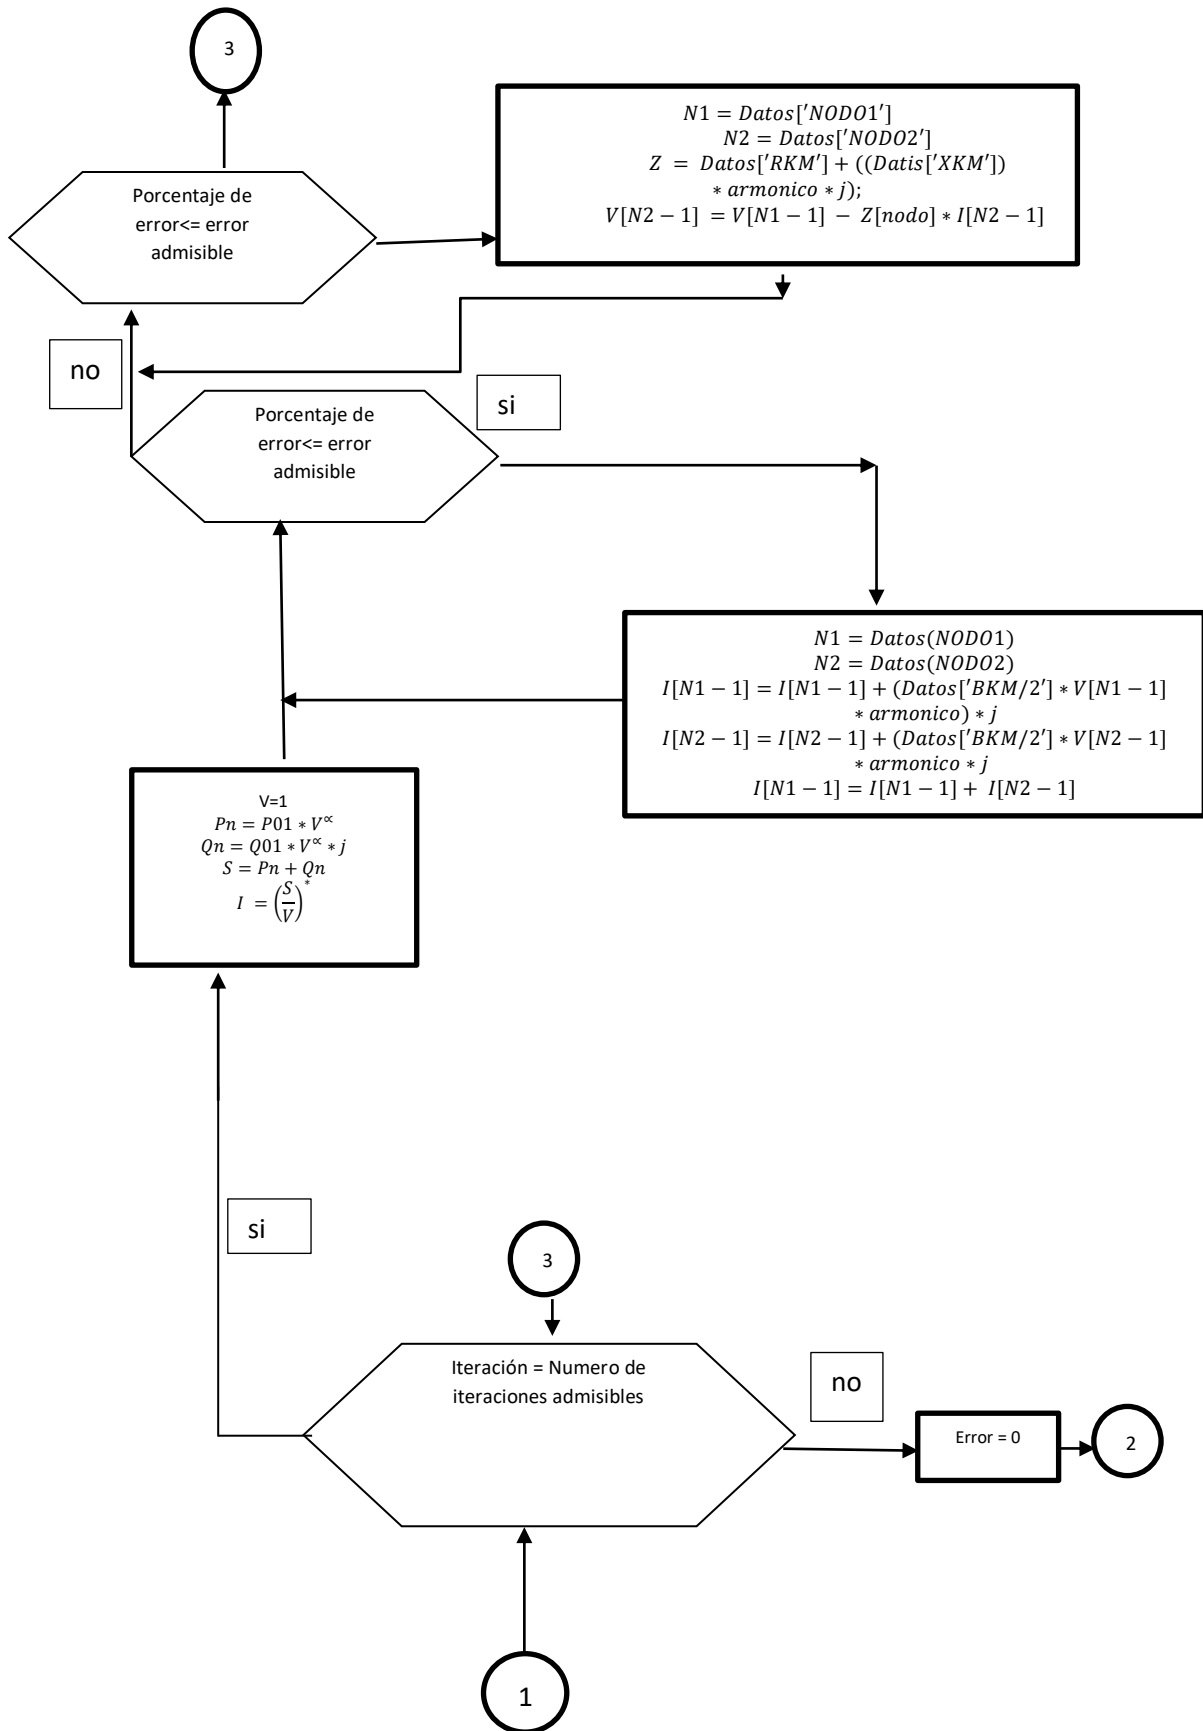 3
N1 = Datos['NODO1']
N2 = Datos['NODO2']
Z = Datos['RKM'] + ((Datis['XKM'])
* armonico * j);
V[N2 − 1] = V[N1 − 1] − Z[nodo] * I[N2 − 1]
Porcentaje de
error<= error
admisible
no
si
Porcentaje de
error<= error
admisible
N1 = Datos(NODO1)
N2 = Datos(NODO2)
I[N1 − 1] = I[N1 − 1] + (Datos['BKM/2'] * V[N1 − 1]
* armonico) * j
I[N2 − 1] = I[N2 − 1] + (Datos['BKM/2'] * V[N2 − 1]
* armonico * j
I[N1 − 1] = I[N1 − 1] + I[N2 − 1]
V=1
Pn = P01 * V^∝
Qn = Q01 * V^∝ * j
S = Pn + Qn
I = (S/V)^*
si
3
Iteración = Numero de
iteraciones admisibles
no
Error = 0
2
1